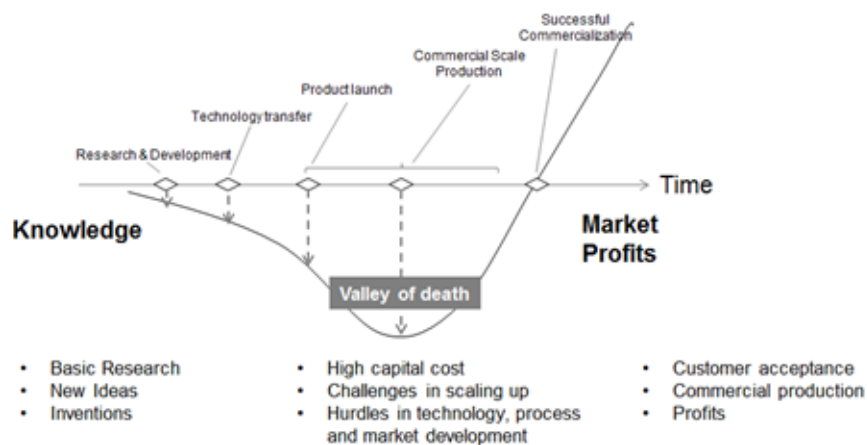 Successful
Commercialization
Commercial Scale
Production
Product launch
Technology transfer
Research & Development
Time
Knowledge
Market
Profits
Valley of death
• Basic Research
• New Ideas
• Inventions
• High capital cost
• Challenges in scaling up
• Hurdles in technology, process
and market development
• Customer acceptance
• Commercial production
• Profits